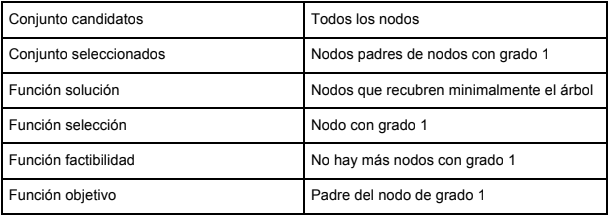 Conjunto candidatos Todos los nodos
Conjunto seleccionados Nodos padres de nodos con grado 1
Función solución Nodos que recubren minimalmente el árbol
Función selección Nodo con grado 1
Función factibilidad No hay más nodos con grado 1
Función objetivo Padre del nodo de grado 1